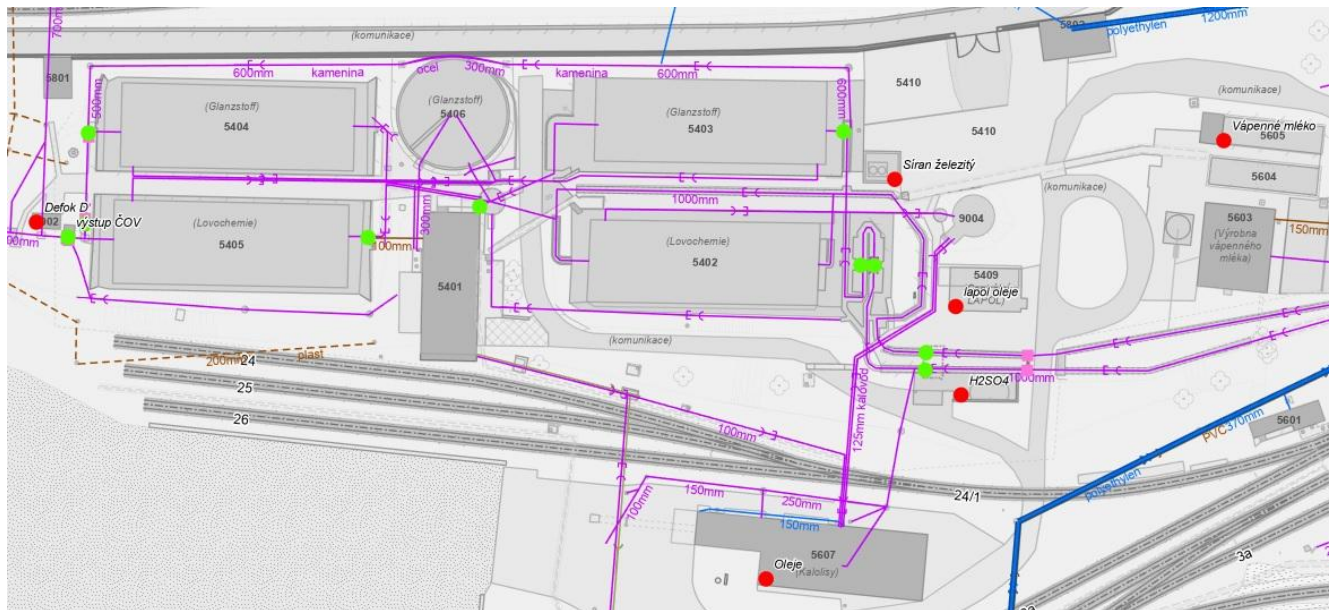 700mm
(komunikace)
5802
polyethylen
1200mm
5801
600mm
kamenina
ocel
300mm
kamenina
600mm
5410
(komunikace)
500mm
(Glanzstoff)
5404
(Glanzstoff)
5406
(Glanzstoff)
5403
600mm
5410
Vápenné mléko
5605
Síran železitý
5604
Defok D
výstup ČOV
(Lovochemie)
5405
100mm
300mm
1000mm
(Lovochemie)
5402
9004
(komunikace)
5603
(Výrobna
vápenného
mléka)
150mm
5401
5409
LAPOL)
lapol oleje
(komunikace)
200mm
plast
24
25
26
H2SO4
1000mm
125mm kalovod
100mm
PVC
370mm
5601
polyethylen
24/1
150mm
250mm
100mm
150mm
5607
(Kalolisy)
Oleje
3a